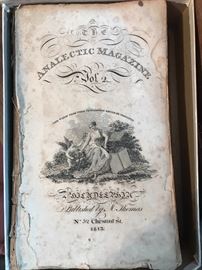 THE
ANALECTIC MAGAZINE
Vol 2.
PHILADELPHIA
Published by M. Thomas
No. 52 Chesnut St.
1813.